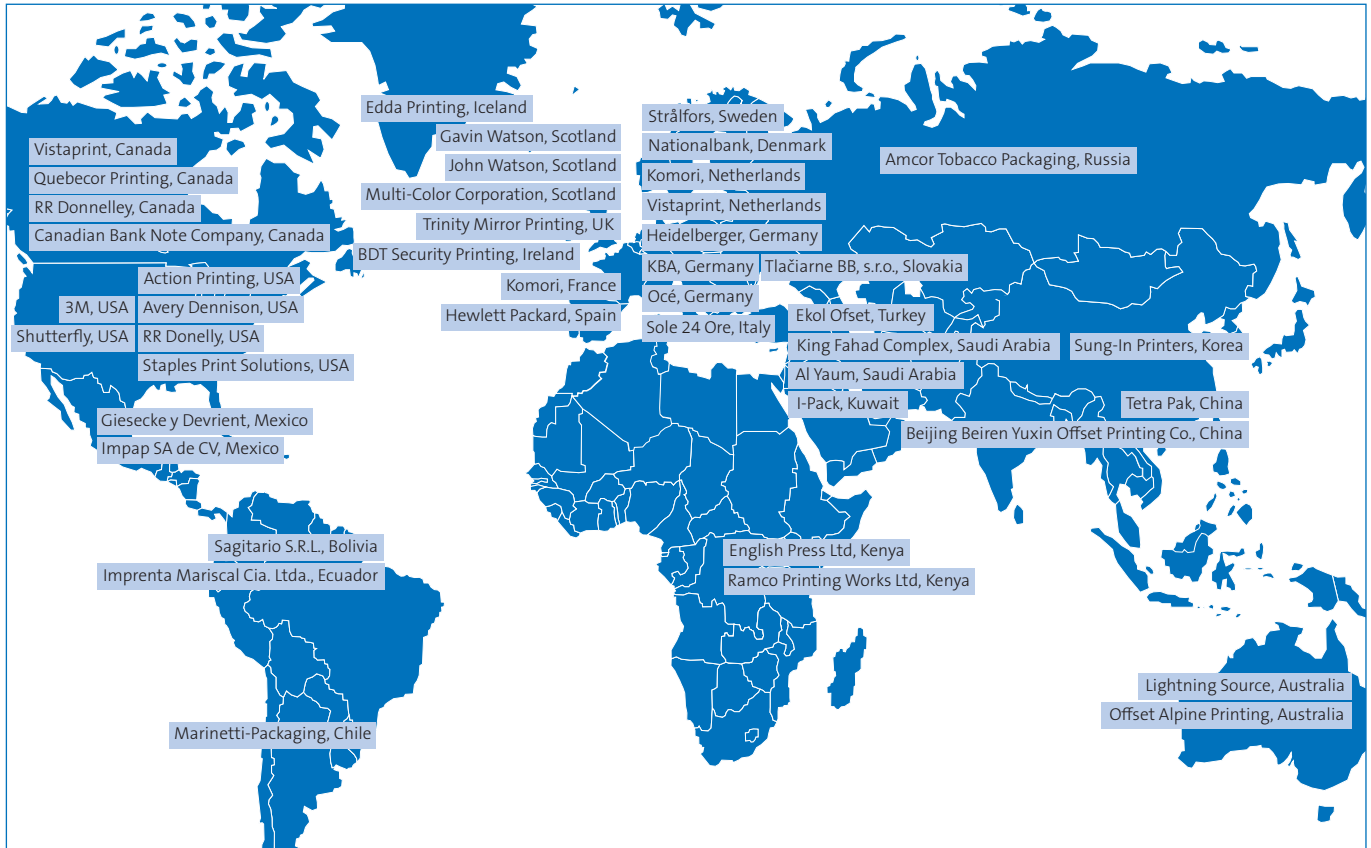 Edda Printing, Iceland
Gavin Watson, Scotland
John Watson, Scotland
Multi-Color Corporation, Scotland
Trinity Mirror Printing, UK
BDT Security Printing, Ireland
Komori, France
Hewlett Packard, Spain
Strålfors, Sweden
Nationalbank, Denmark
Komori, Netherlands
Vistaprint, Netherlands
Heidelberger, Germany
KBA, Germany
Tlačiarne BB, s.r.o., Slovakia
Océ, Germany
Sole 24 Ore, Italy
Amcor Tobacco Packaging, Russia
Vistaprint, Canada
Quebecor Printing, Canada
RR Donnelley, Canada
Canadian Bank Note Company, Canada
Action Printing, USA
3M, USA
Avery Dennison, USA
Shutterfly, USA
RR Donelly, USA
Staples Print Solutions, USA
Giesecke y Devrient, Mexico
Impap SA de CV, Mexico
Ekol Ofset, Turkey
King Fahad Complex, Saudi Arabia
Al Yaum, Saudi Arabia
I-Pack, Kuwait
Sung-In Printers, Korea
Tetra Pak, China
Beijing Beiren Yuxin Offset Printing Co., China
Sagitario S.R.L., Bolivia
Imprenta Mariscal Cia. Ltda., Ecuador
English Press Ltd, Kenya
Ramco Printing Works Ltd, Kenya
Marinetti-Packaging, Chile
Lightning Source, Australia
Offset Alpine Printing, Australia